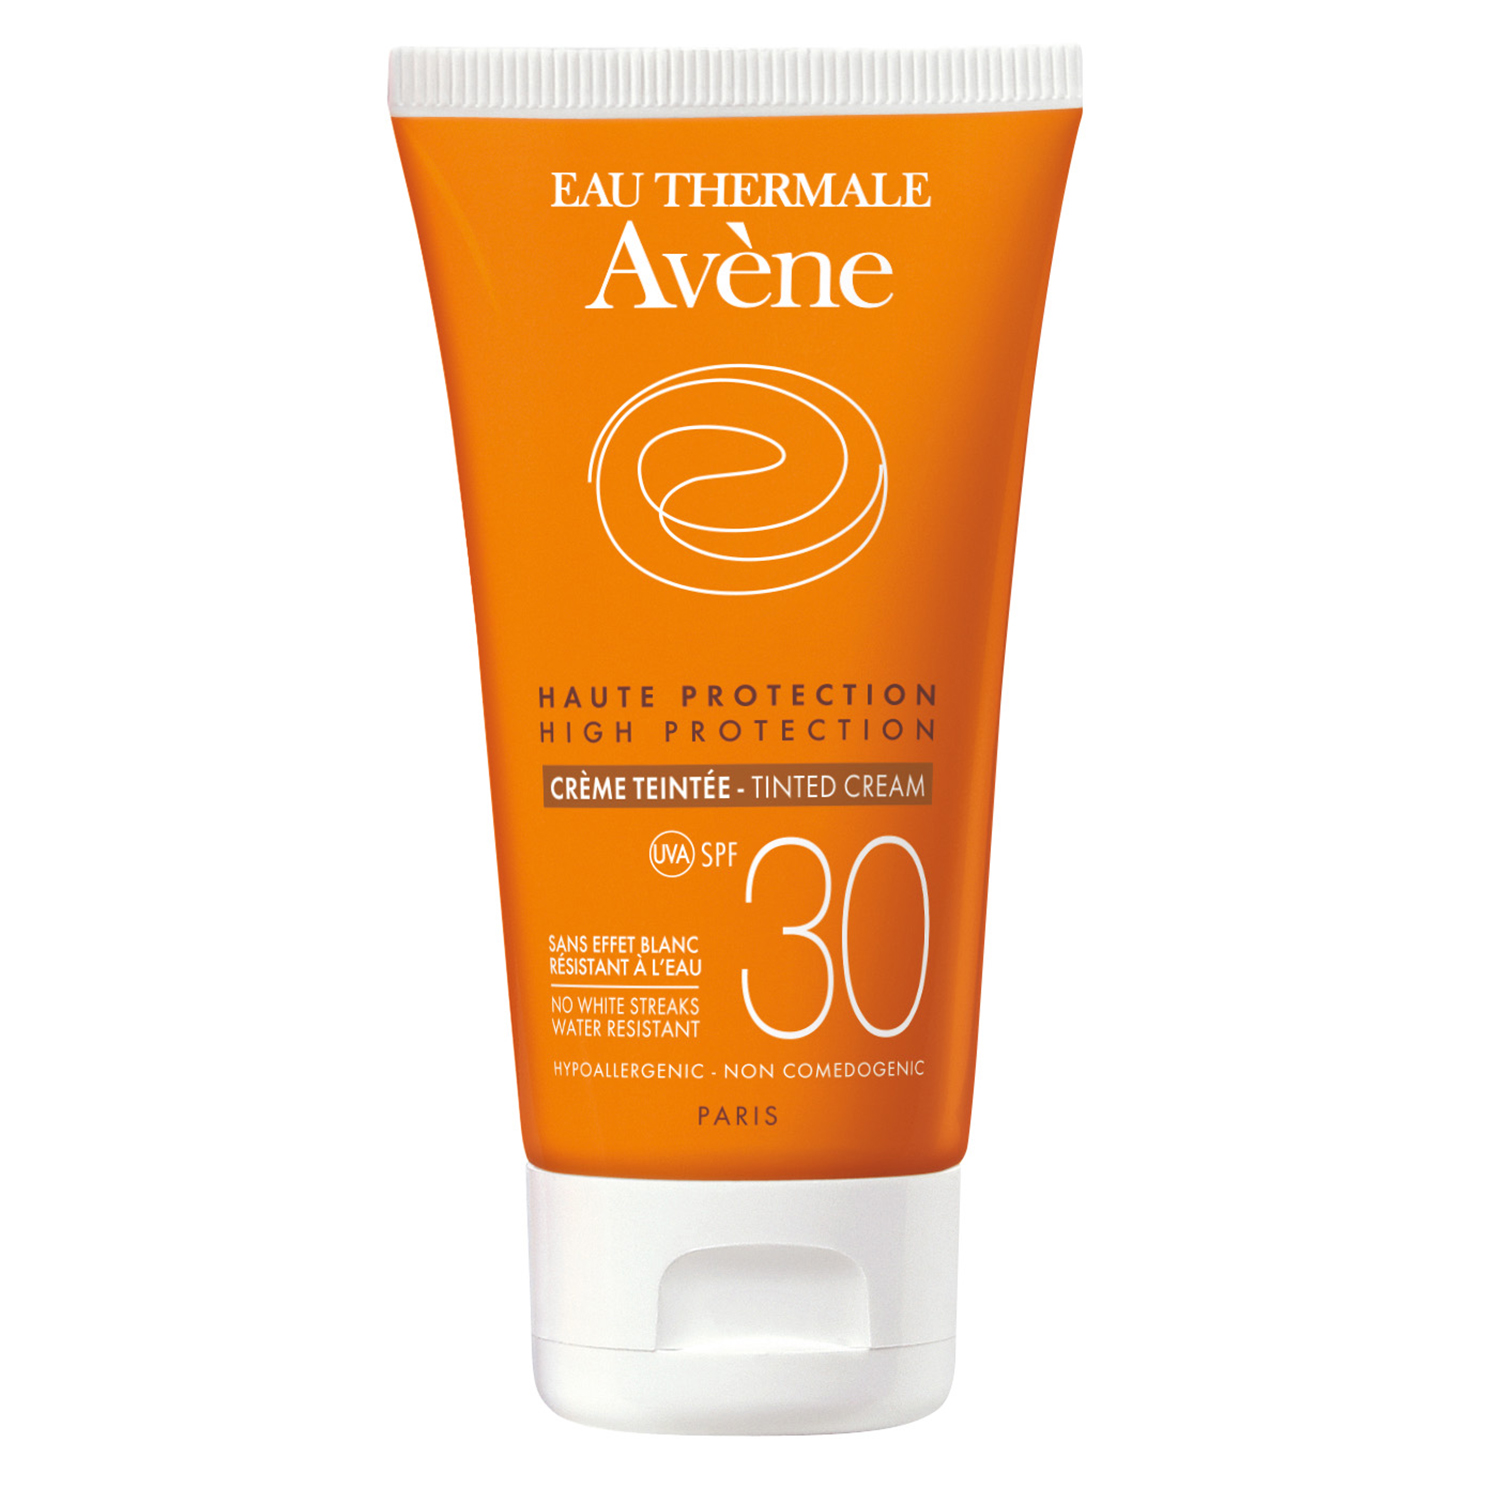 EAU THERMALE
Avène
HAUTE PROTECTION
HIGH PROTECTION
CRÈME TEINTÉE - TINTED CREAM
UVA SPF 30
SANS EFFET BLANC
RÉSISTANT À L'EAU
NO WHITE STREAKS
WATER RESISTANT
HYPOALLERGENIC - NON COMEDOGENIC
PARIS